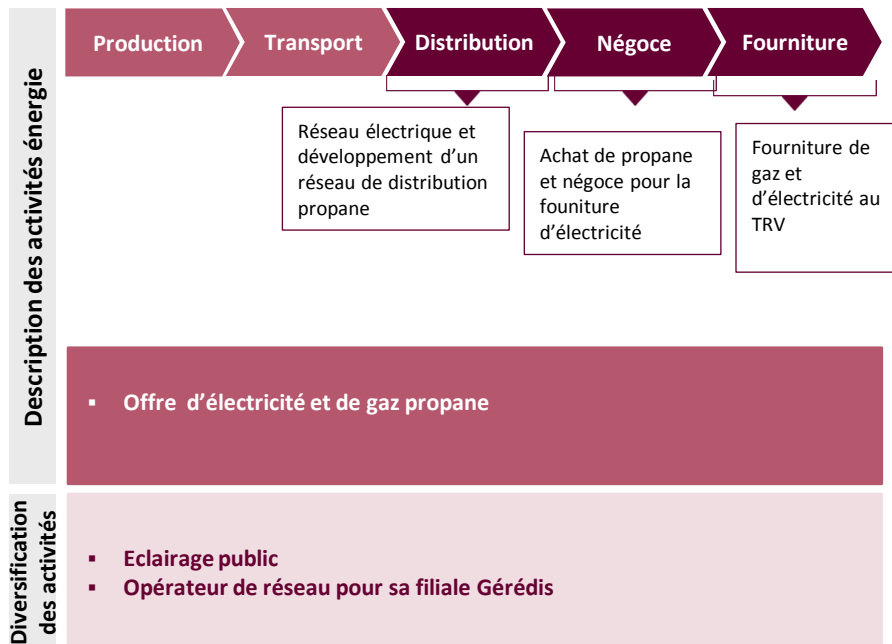 Description des activités énergie
Production
Transport
Distribution
Négoce
Fourniture
Réseau électrique et
développement d'un
réseau de distribution
propane
Achat de propane
et négoce pour la
founiture
d'électricité
Fourniture de
gaz et
d'électricité au
TRV
▪ Offre d'électricité et de gaz propane
Diversification
des activités
▪ Eclairage public
▪ Opérateur de réseau pour sa filiale Gérédis